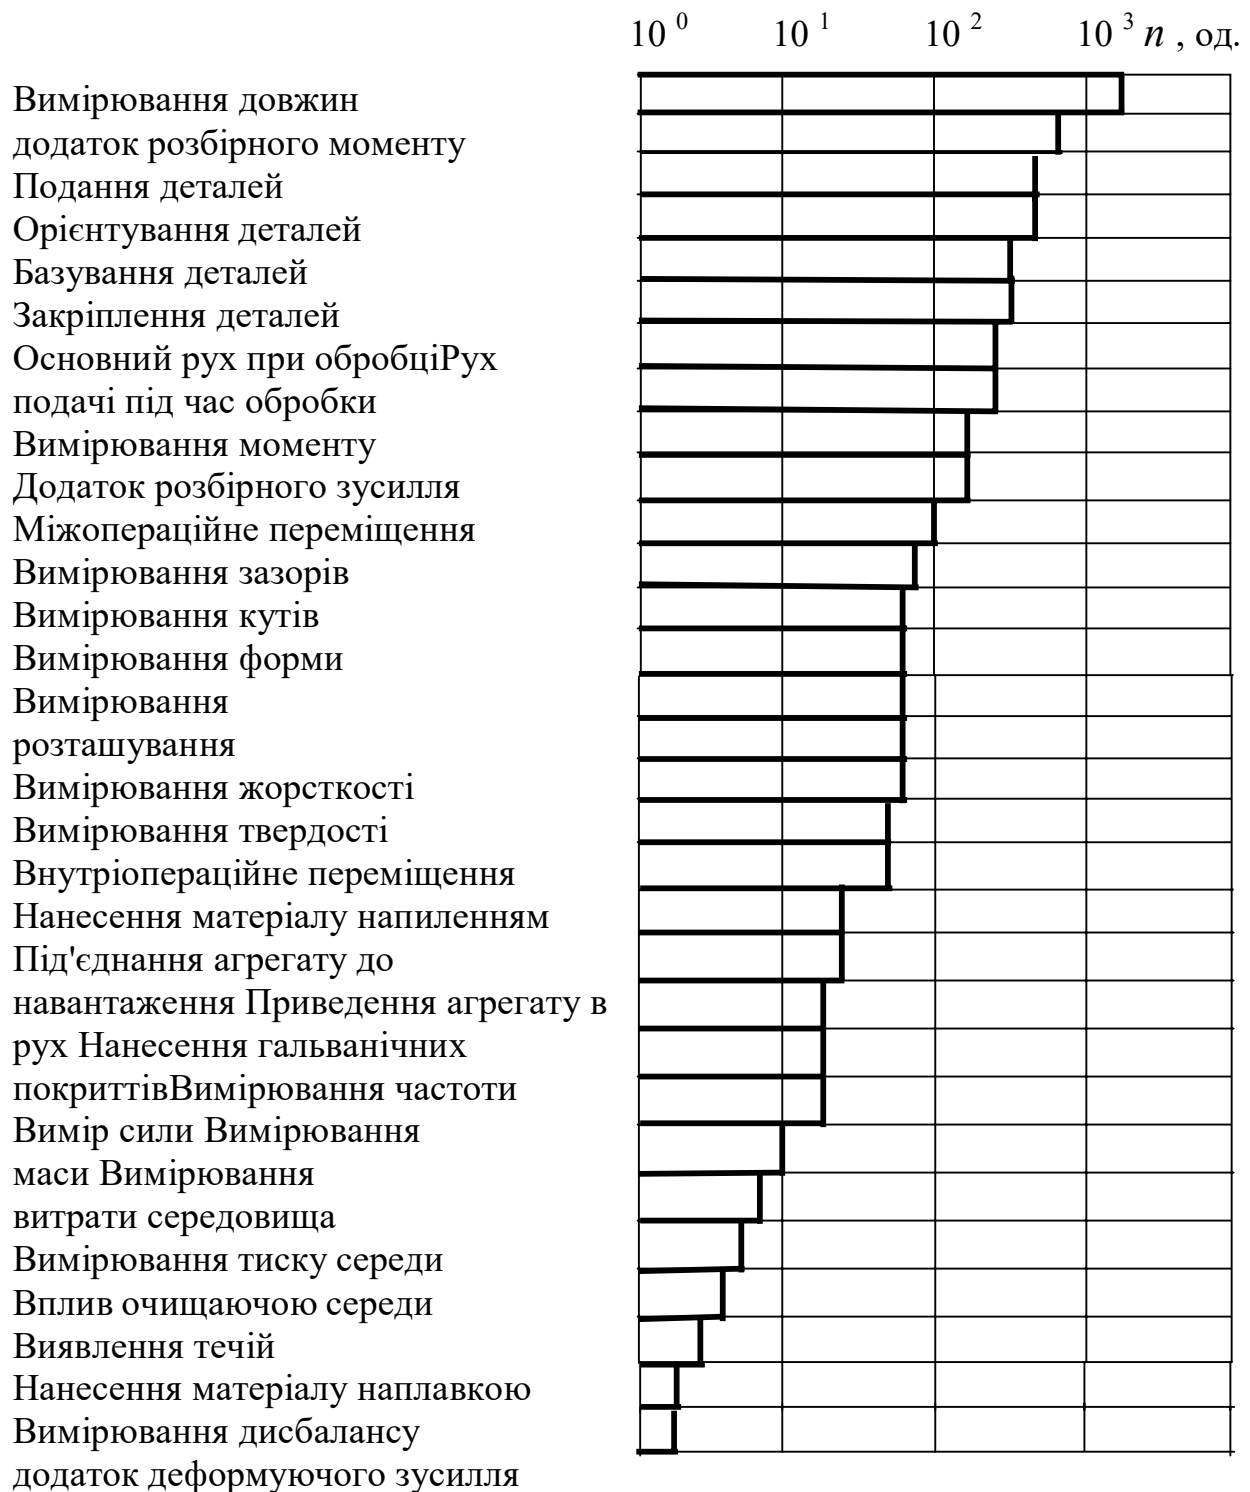 10 0 10 1 10 2 10 3 n , од.
Вимірювання довжин
додаток розбірного моменту
Подання деталей
Орієнтування деталей
Базування деталей
Закріплення деталей
Основний рух при обробціРух
подачі під час обробки
Вимірювання моменту
Додаток розбірного зусилля
Міжопераційне переміщення
Вимірювання зазорів
Вимірювання кутів
Вимірювання форми
Вимірювання
розташування
Вимірювання жорсткості
Вимірювання твердості
Внутріопераційне переміщення
Нанесення матеріалу напиленням
Під'єднання агрегату до
навантаження Приведення агрегату в
рух Нанесення гальванічних
покриттівВимірювання частоти
Вимір сили Вимірювання
маси Вимірювання
витрати середовища
Вимірювання тиску середи
Вплив очищаючою середи
Виявлення течій
Нанесення матеріалу наплавкою
Вимірювання дисбалансу
додаток деформуючого зусилля